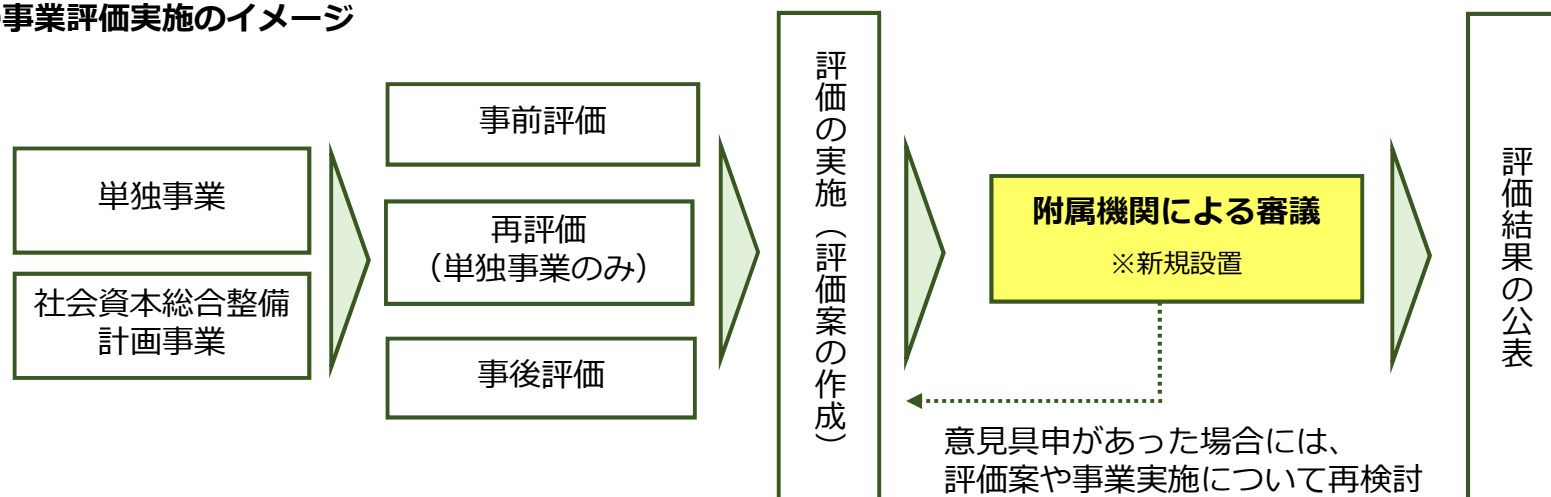 事業評価実施のイメージ
単独事業
社会資本総合整備
計画事業
事前評価
再評価
（単独事業のみ）
事後評価
評価の実施（評価案の作成）
附属機関による審議
※新規設置
意見具申があった場合には、
評価案や事業実施について再検討
評価結果の公表